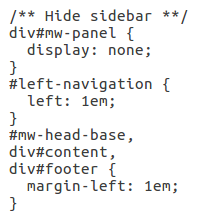 /** Hide sidebar **/
div#mw-panel {
  display: none;
}
#left-navigation {
  left: 1em;
}
#mw-head-base,
div#content,
div#footer {
  margin-left: 1em;
}